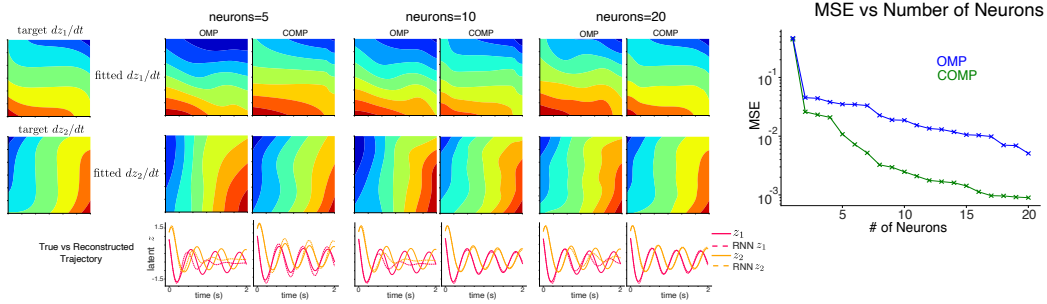 neurons=5
neurons=10
neurons=20
target dz₁/dt
OMP
COMP
OMP
COMP
OMP
COMP
fitted dz₁/dt
target dz₂/dt
fitted dz₂/dt
True vs Reconstructed
Trajectory
latent z
1.5
-1.5
0
2
0
2
0
2
0
2
0
2
0
2
time (s)
time (s)
time (s)
time (s)
time (s)
time (s)
z₁
RNN z₁
z₂
RNN z₂
MSE vs Number of Neurons
OMP
COMP
MSE
10⁻¹
10⁻²
10⁻³
5
10
15
20
# of Neurons